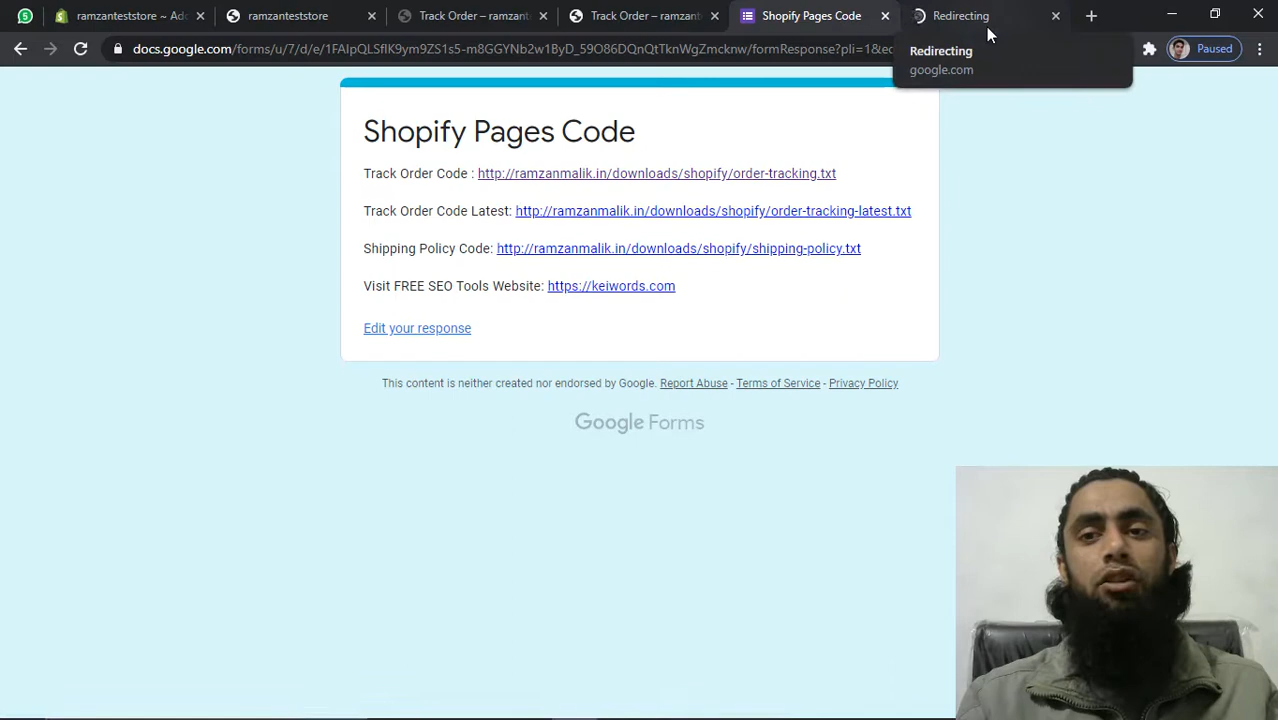 ramzanteststore ~ Ad
ramzanteststore
Track Order – ramzan
Track Order – ramzan
Shopify Pages Code
Redirecting
docs.google.com/forms/u/7/d/e/1FAIpQLSflK9ym9ZS1s5-m8GGYNb2w1ByD_59O86DQnQtTknWgZmcknw/formResponse?pli=1&ec
Paused
Redirecting
google.com
Shopify Pages Code
Track Order Code : http://ramzanmalik.in/downloads/shopify/order-tracking.txt
Track Order Code Latest: http://ramzanmalik.in/downloads/shopify/order-tracking-latest.txt
Shipping Policy Code: http://ramzanmalik.in/downloads/shopify/shipping-policy.txt
Visit FREE SEO Tools Website: https://keiwords.com
Edit your response
This content is neither created nor endorsed by Google. Report Abuse - Terms of Service - Privacy Policy
Google Forms